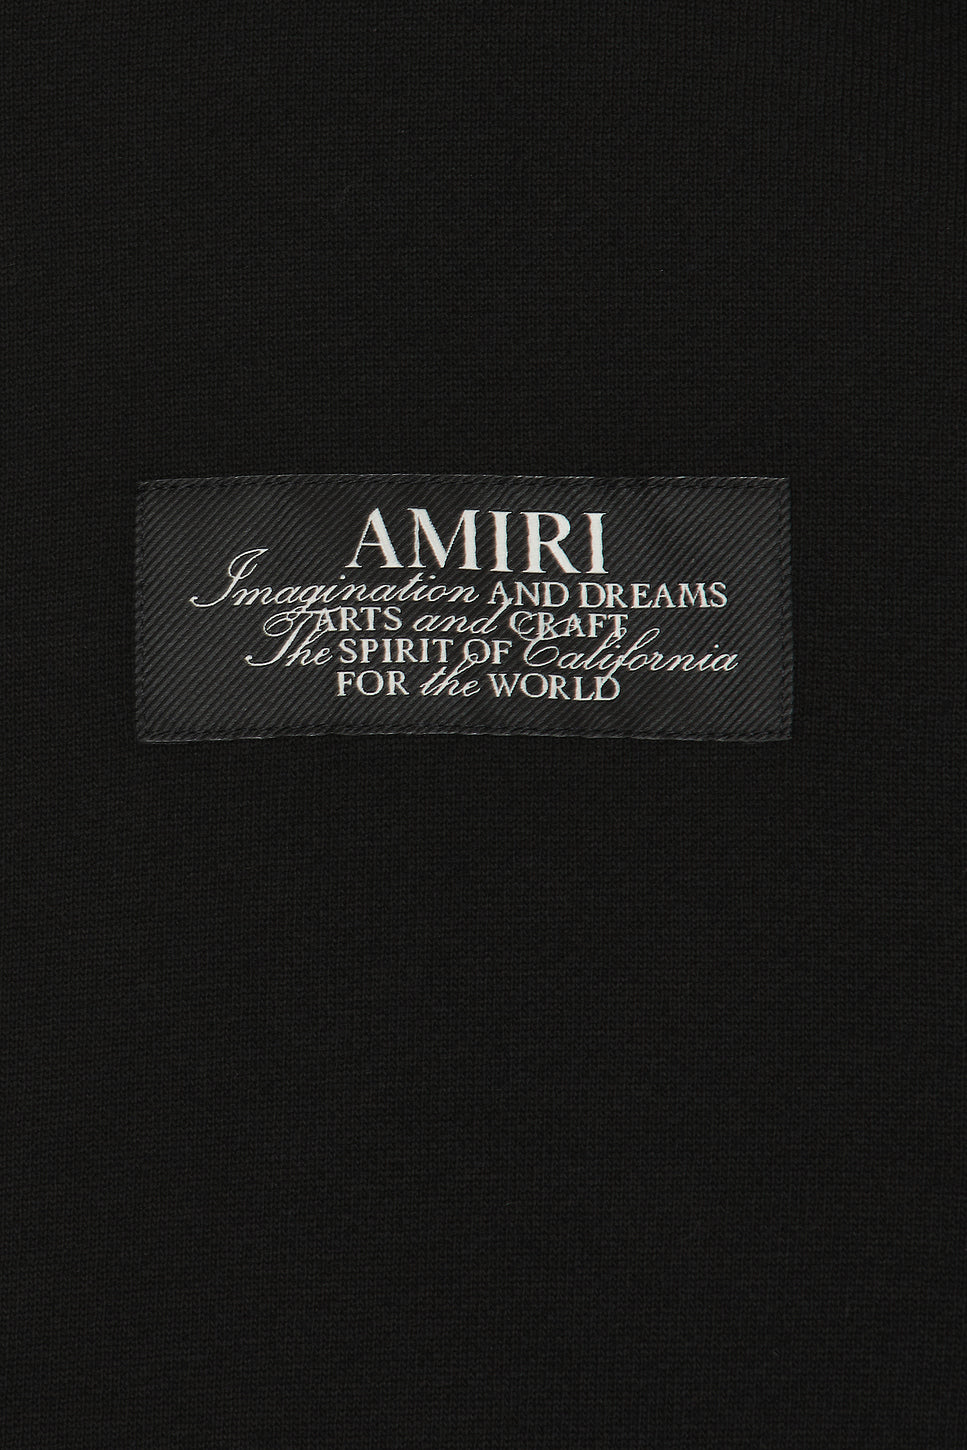 AMIRI
Imagination AND DREAMS
ARTS and CRAFT
The SPIRIT OF California
FOR the WORLD